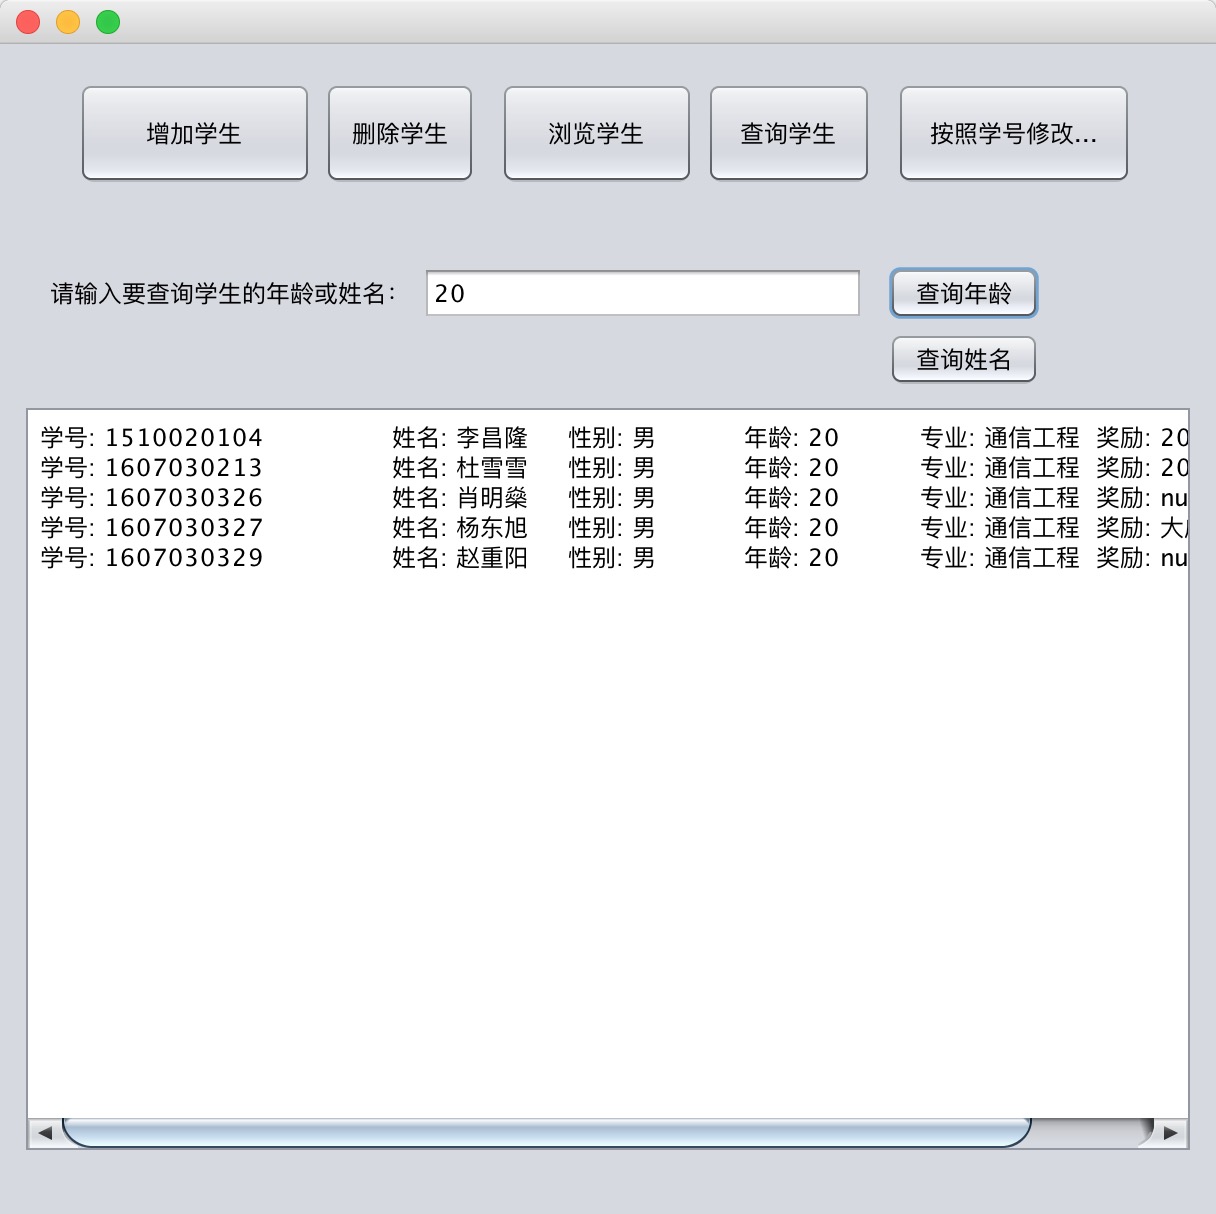 增加学生 删除学生 浏览学生 查询学生 按照学号修改...
请输入要查询学生的年龄或姓名： 20 查询年龄
查询姓名
学号: 1510020104 姓名: 李昌隆 性别: 男 年龄: 20 专业: 通信工程 奖励: 20
学号: 1607030213 姓名: 杜雪雪 性别: 男 年龄: 20 专业: 通信工程 奖励: 20
学号: 1607030326 姓名: 肖明燊 性别: 男 年龄: 20 专业: 通信工程 奖励: nu
学号: 1607030327 姓名: 杨东旭 性别: 男 年龄: 20 专业: 通信工程 奖励: 大
学号: 1607030329 姓名: 赵重阳 性别: 男 年龄: 20 专业: 通信工程 奖励: nu